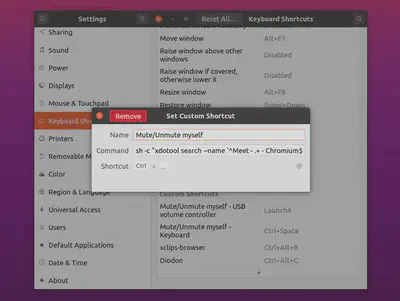 Settings
Reset All...
Keyboard Shortcuts
Sharing
Sound
Power
Displays
Mouse & Touchpad
Keyboard Sho
Printers
Removable M
Color
Region & Language
Universal Access
Users
Default Applications
Date & Time
About
Move window Alt+F7
Raise window above other windows Disabled
Raise window if covered, otherwise lower it Disabled
Resize window Alt+F8
Restore window Super+Down
Remove
Set Custom Shortcut
Name Mute/Unmute myself
Command sh -c "xdotool search --name '^Meet - .+ - Chromium$
Shortcut Ctrl + ...
Custom Shortcuts
Mute/Unmute myself - USB volume controller Launch4
Mute/Unmute myself - Keyboard Ctrl+Space
xclips-browser Ctrl+Alt+B
Diodon Ctrl+Alt+C
+